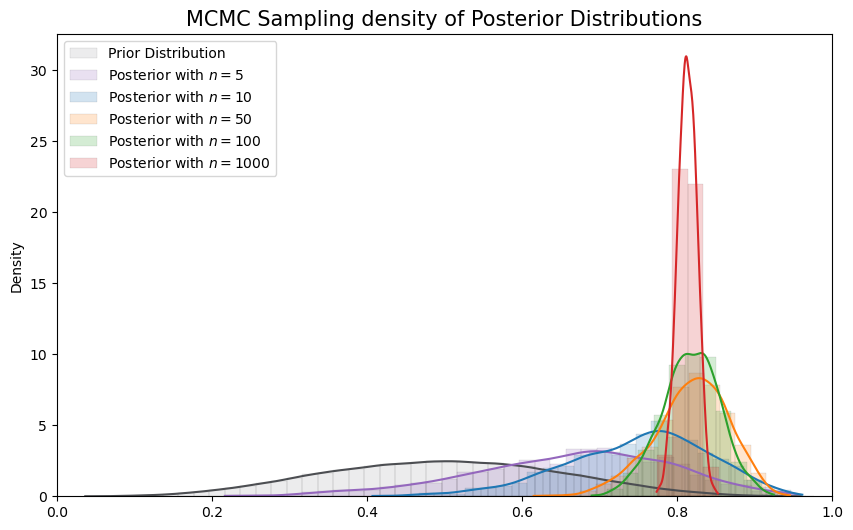 MCMC Sampling density of Posterior Distributions
Prior Distribution
Posterior with n = 5
Posterior with n = 10
Posterior with n = 50
Posterior with n = 100
Posterior with n = 1000
Density
30
25
20
15
10
5
0
0.0 0.2 0.4 0.6 0.8 1.0